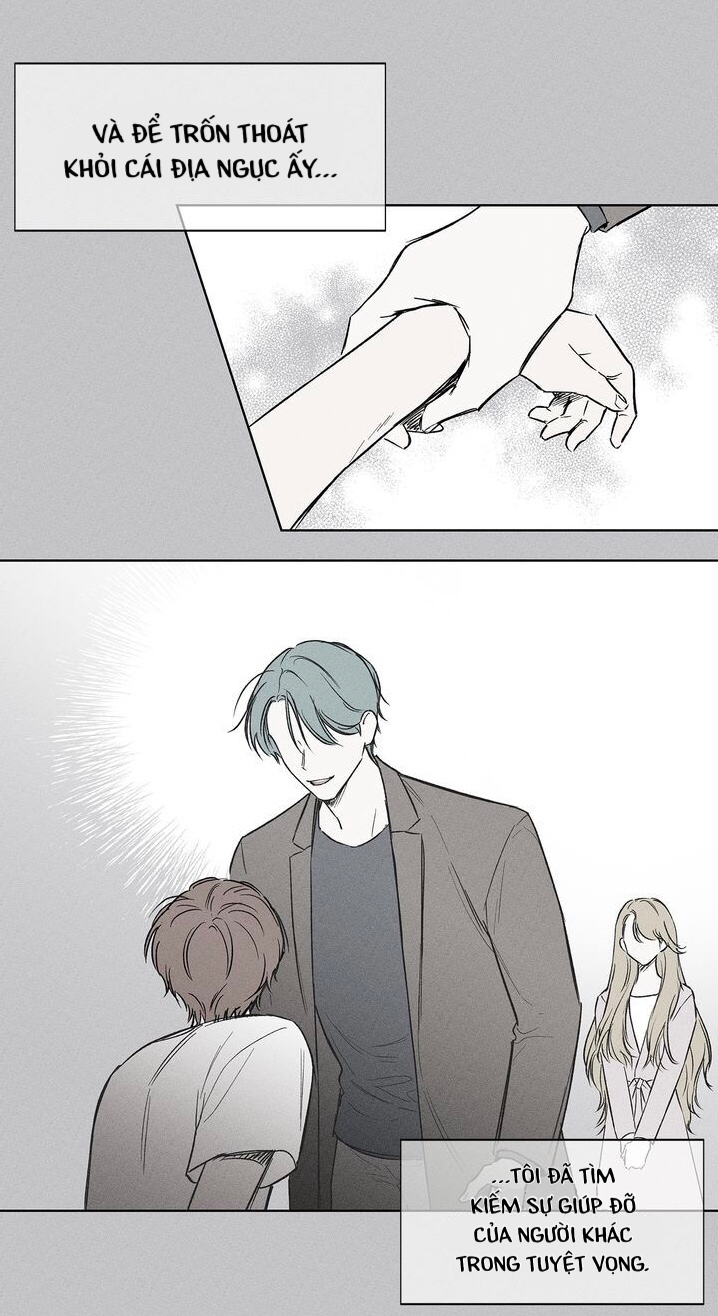 VÀ ĐỂ TRỐN THOÁT
KHỎI CÁI ĐỊA NGỤC ẤY...
...TÔI ĐÃ TÌM
KIẾM SỰ GIÚP ĐỠ
CỦA NGƯỜI KHÁC
TRONG TUYỆT VỌNG.